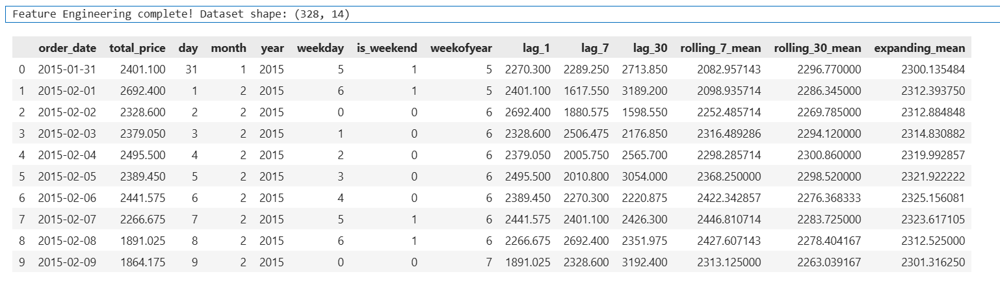 Feature Engineering complete! Dataset shape: (328, 14)
order_date total_price day month year weekday is_weekend weekofyear lag_1 lag_7 lag_30 rolling_7_mean rolling_30_mean expanding_mean
0 2015-01-31 2401.100 31 1 2015 5 1 5 2270.300 2289.250 2713.850 2082.957143 2296.770000 2300.135484
1 2015-02-01 2692.400 1 2 2015 6 1 5 2401.100 1617.550 3189.200 2098.935714 2286.345000 2312.393750
2 2015-02-02 2328.600 2 2 2015 0 0 6 2692.400 1880.575 1598.550 2252.485714 2269.785000 2312.884848
3 2015-02-03 2379.050 3 2 2015 1 0 6 2328.600 2506.475 2176.850 2316.489286 2294.120000 2314.830882
4 2015-02-04 2495.500 4 2 2015 2 0 6 2379.050 2005.750 2565.700 2298.285714 2300.860000 2319.992857
5 2015-02-05 2389.450 5 2 2015 3 0 6 2495.500 2010.800 3054.000 2368.250000 2298.520000 2321.922222
6 2015-02-06 2441.575 6 2 2015 4 0 6 2389.450 2270.300 2220.875 2422.342857 2276.368333 2325.156081
7 2015-02-07 2266.675 7 2 2015 5 1 6 2441.575 2401.100 2426.300 2446.810714 2283.725000 2323.617105
8 2015-02-08 1891.025 8 2 2015 6 1 6 2266.675 2692.400 2351.975 2427.607143 2278.404167 2312.525000
9 2015-02-09 1864.175 9 2 2015 0 0 7 1891.025 2328.600 3192.400 2313.125000 2263.039167 2301.316250